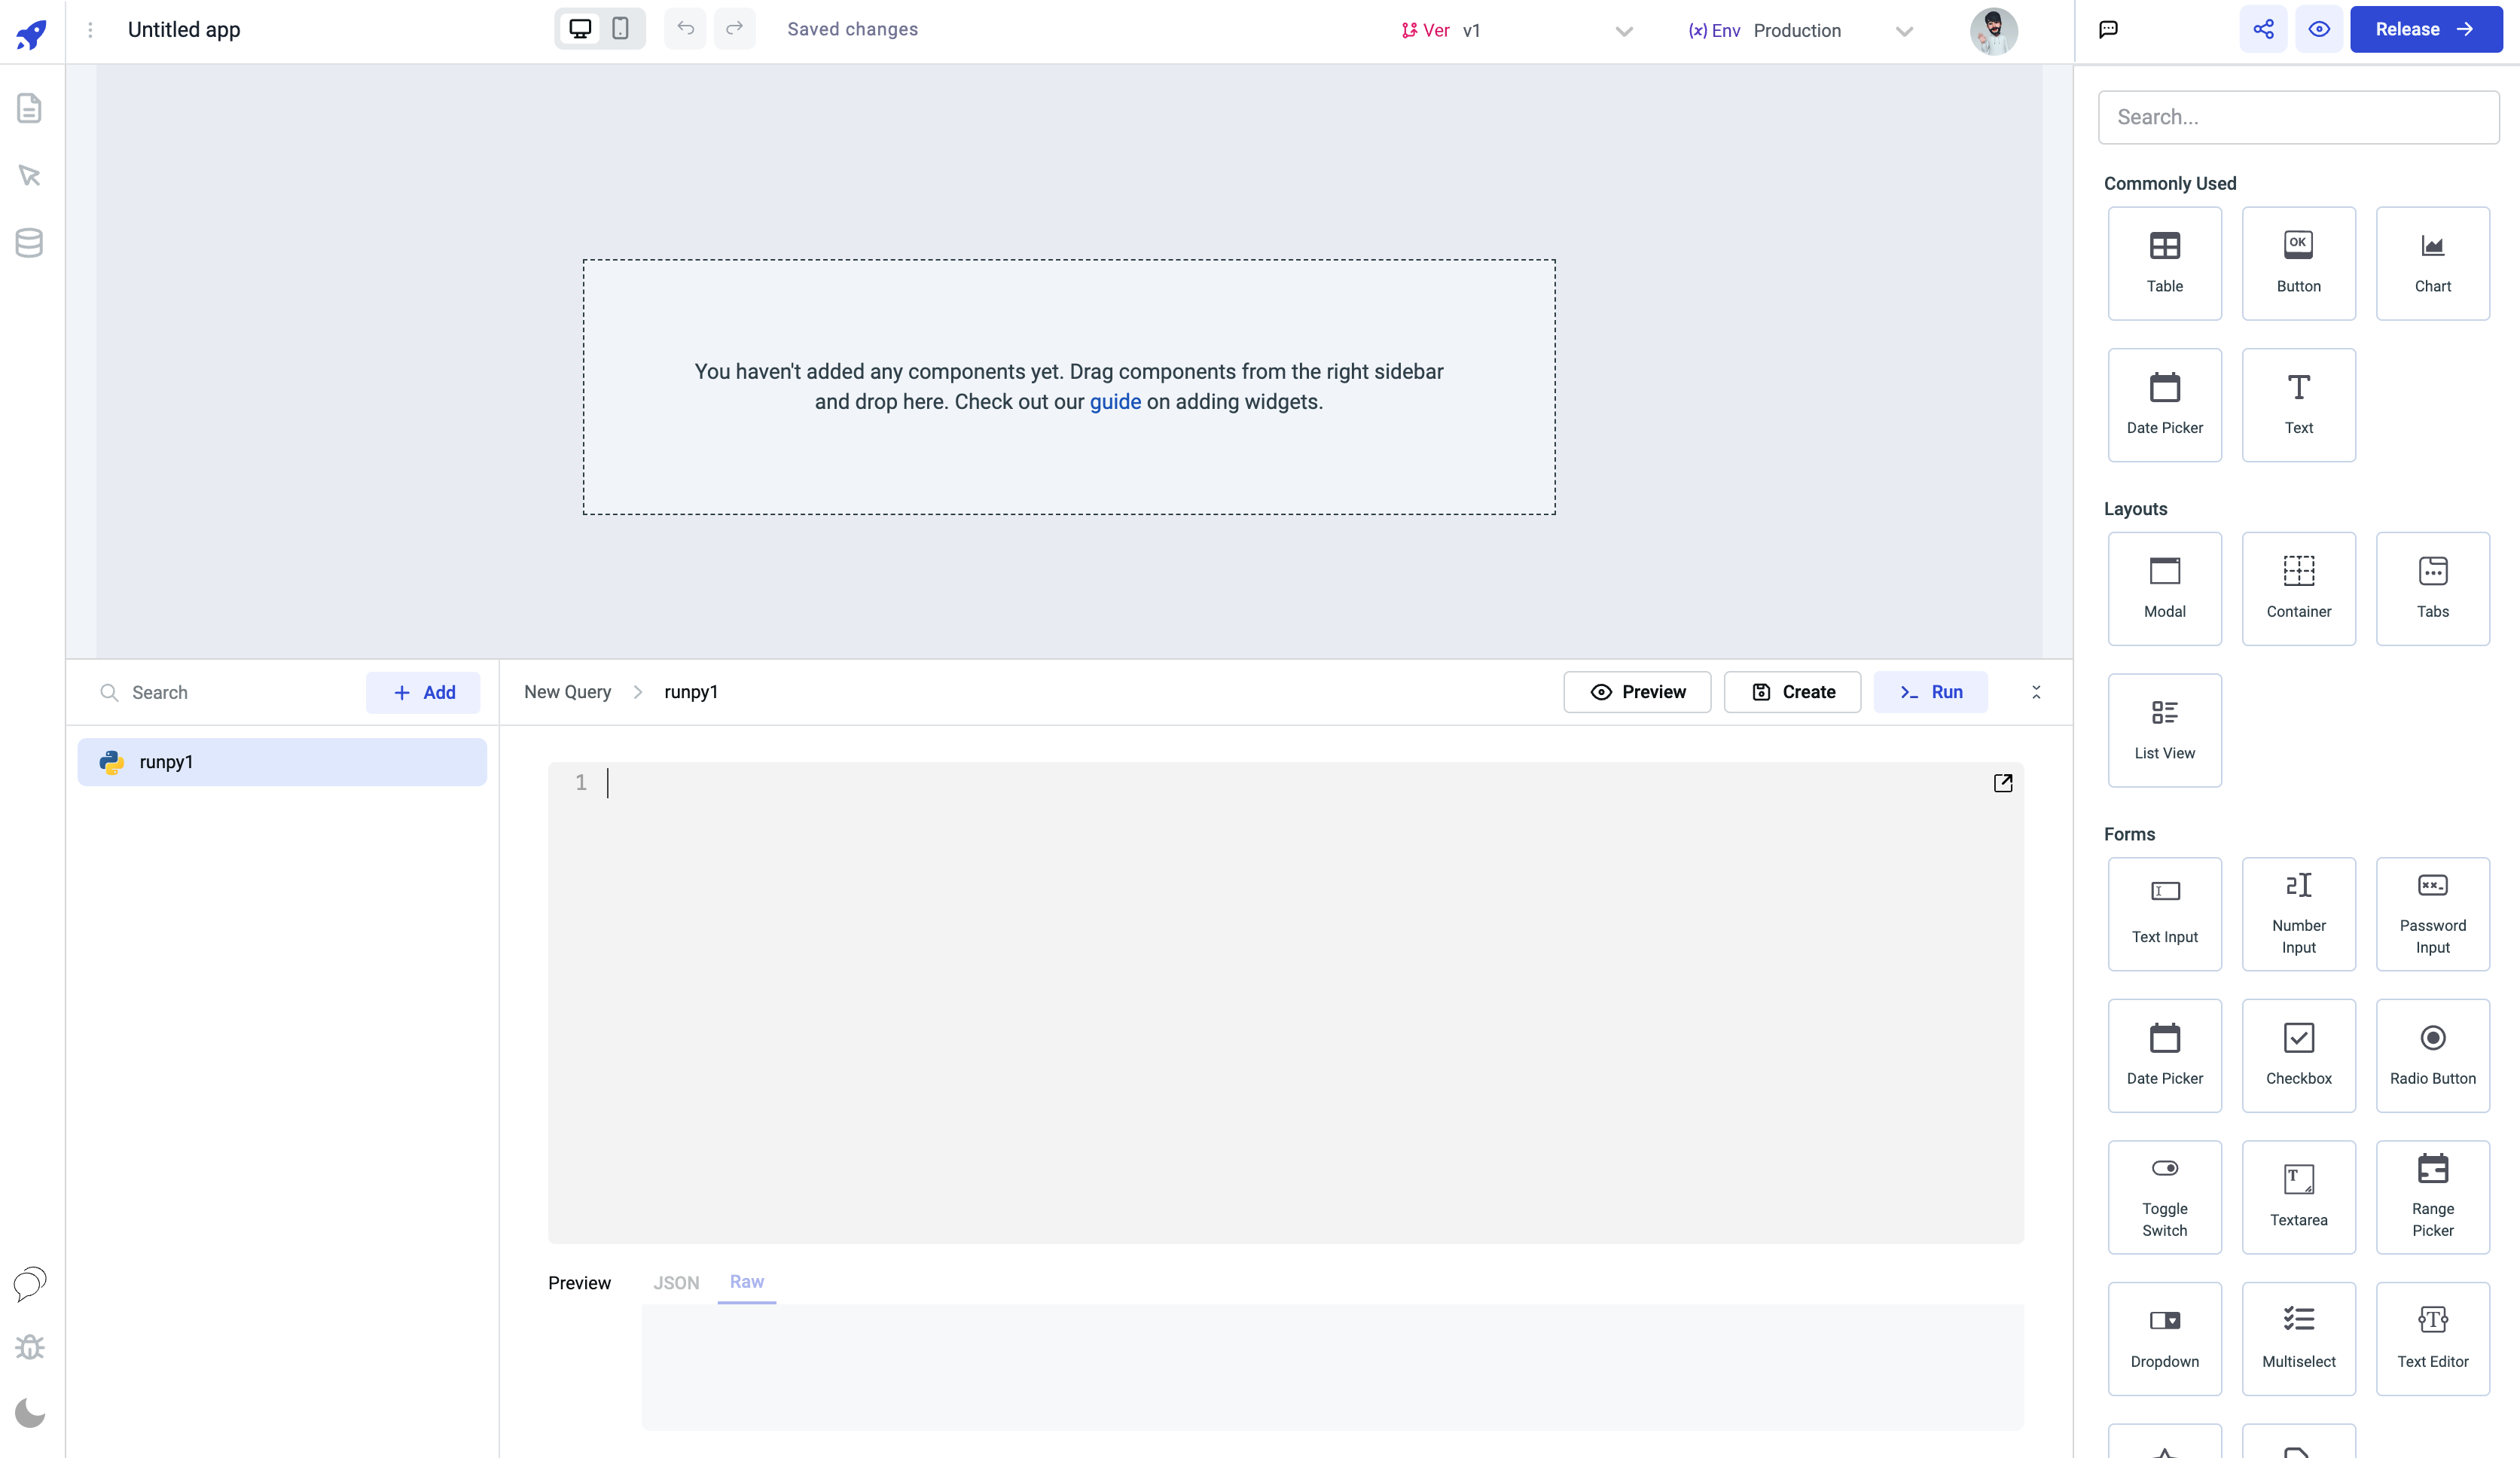 Untitled app
Saved changes
Ver v1
(x) Env Production
Release
Search...
Commonly Used
Table
OK
Button
Chart
Date Picker
Text
Layouts
Modal
Container
Tabs
List View
Forms
Text Input
Number
Input
Password
Input
Date Picker
Checkbox
Radio Button
Toggle
Switch
Textarea
Range
Picker
Dropdown
Multiselect
Text Editor
You haven't added any components yet. Drag components from the right sidebar
and drop here. Check out our guide on adding widgets.
Search
+ Add
New Query > runpy1
Preview
Create
>_ Run
runpy1
1
Preview
JSON
Raw